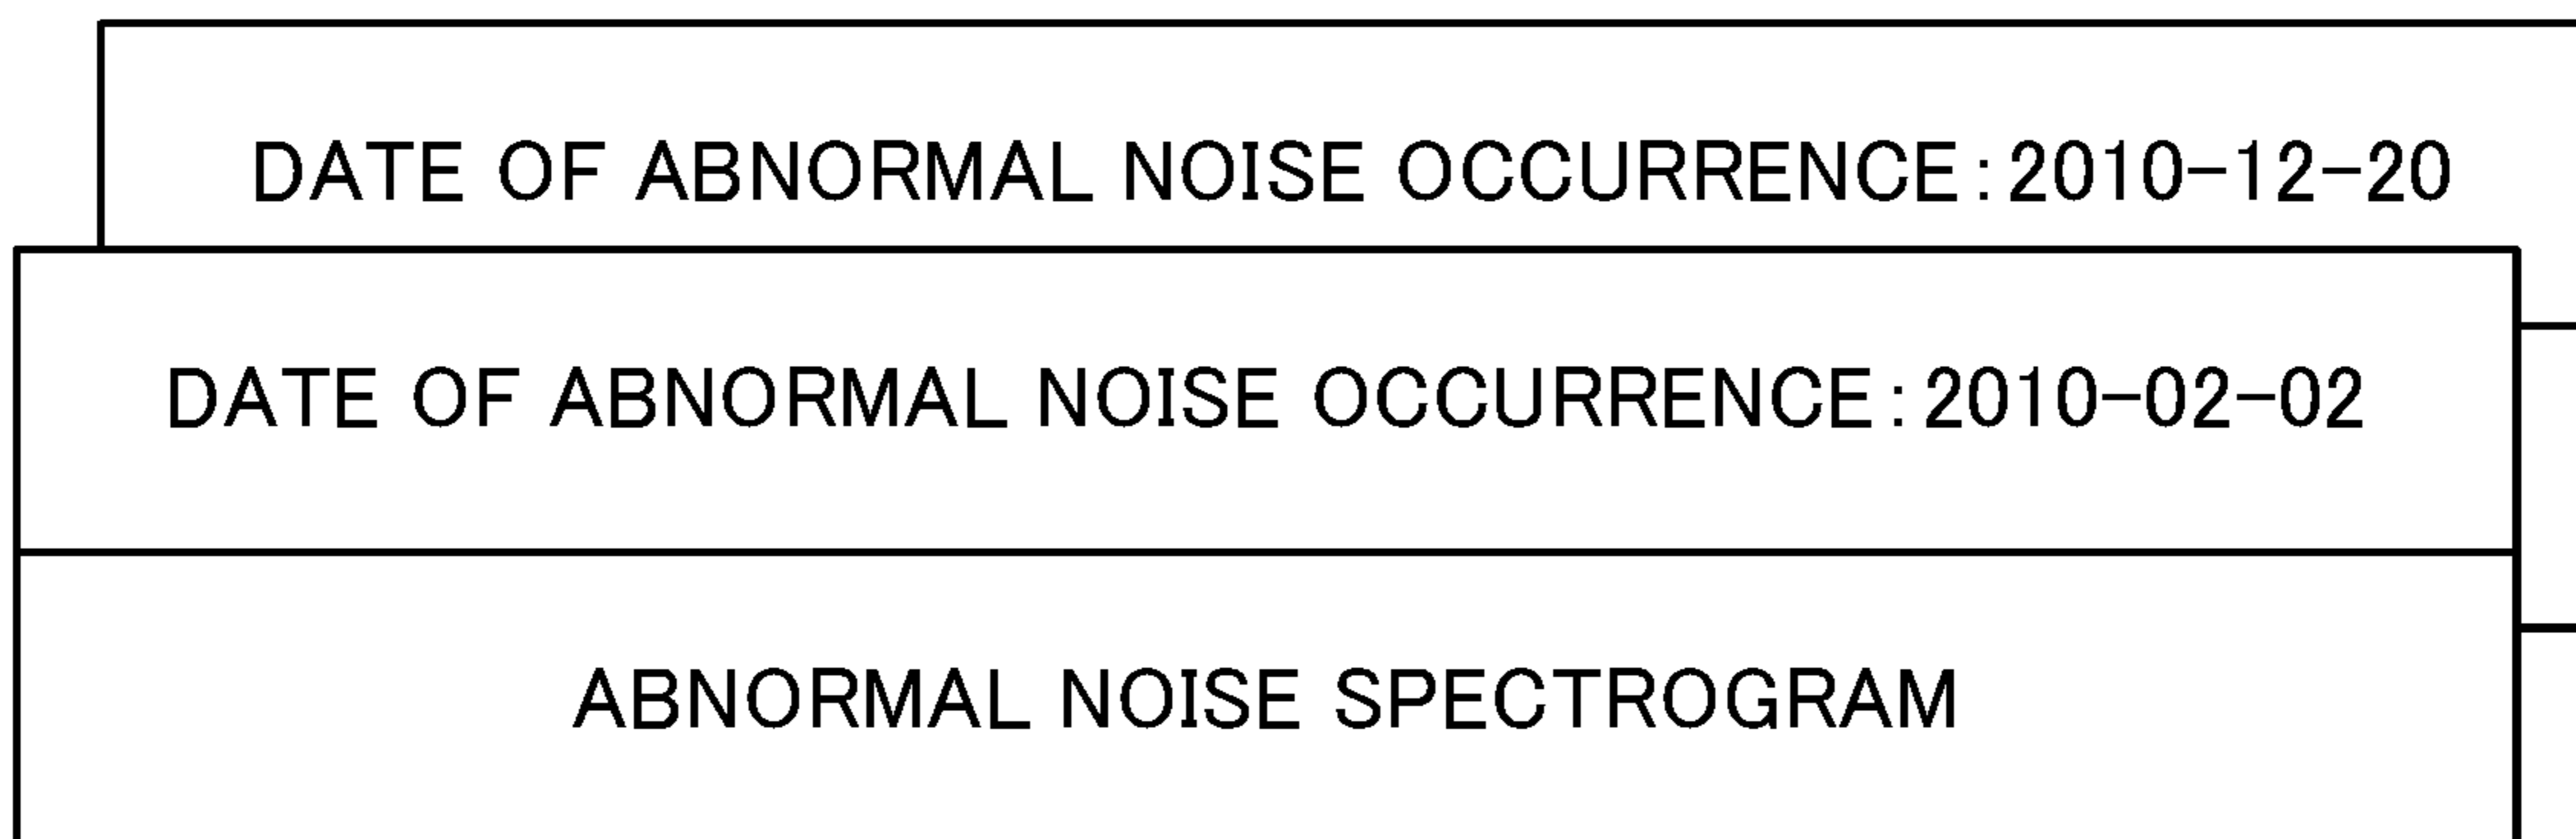 DATE OF ABNORMAL NOISE OCCURRENCE:2010-12-20
DATE OF ABNORMAL NOISE OCCURRENCE:2010-02-02
ABNORMAL NOISE SPECTROGRAM